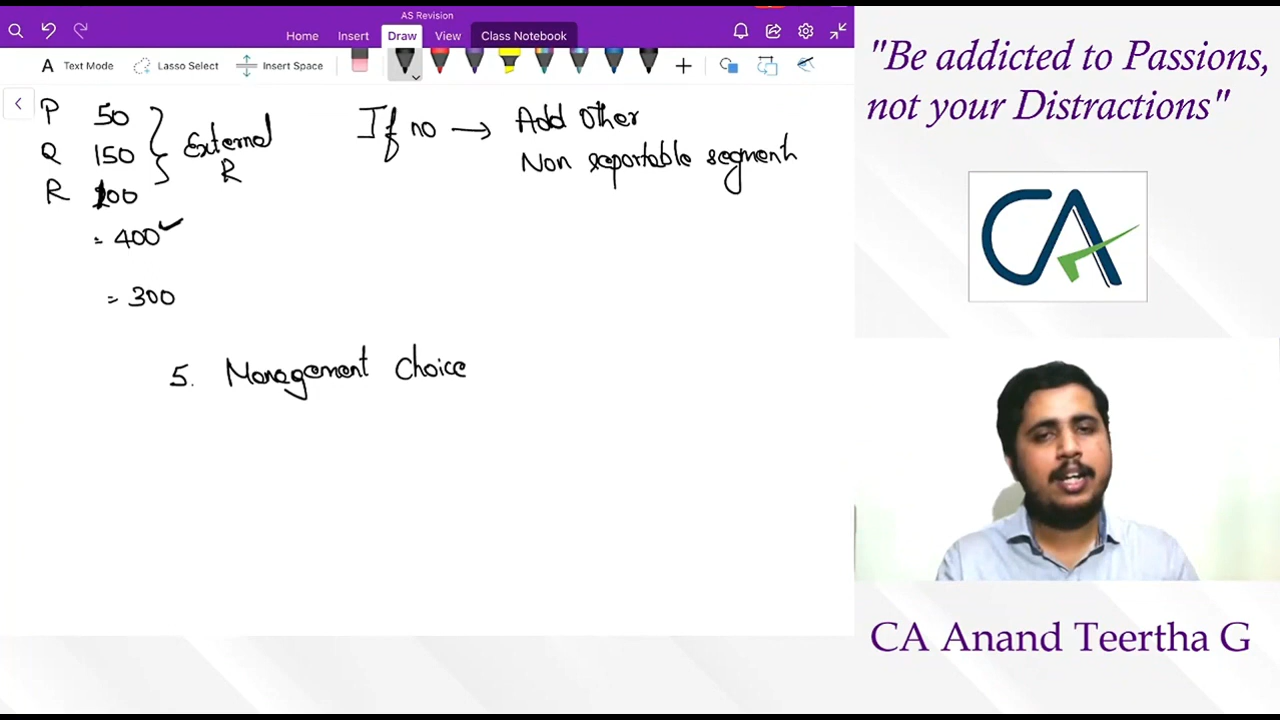 AS Revision
Home Insert Draw View Class Notebook
A Text Mode Lasso Select Insert Space
P 50
Q 150
R 100
External
R
= 400
= 300
If no → Add Other
Non reportable segment
5. Management Choice
"Be addicted to Passions,
not your Distractions"
CA
CA Anand Teertha G